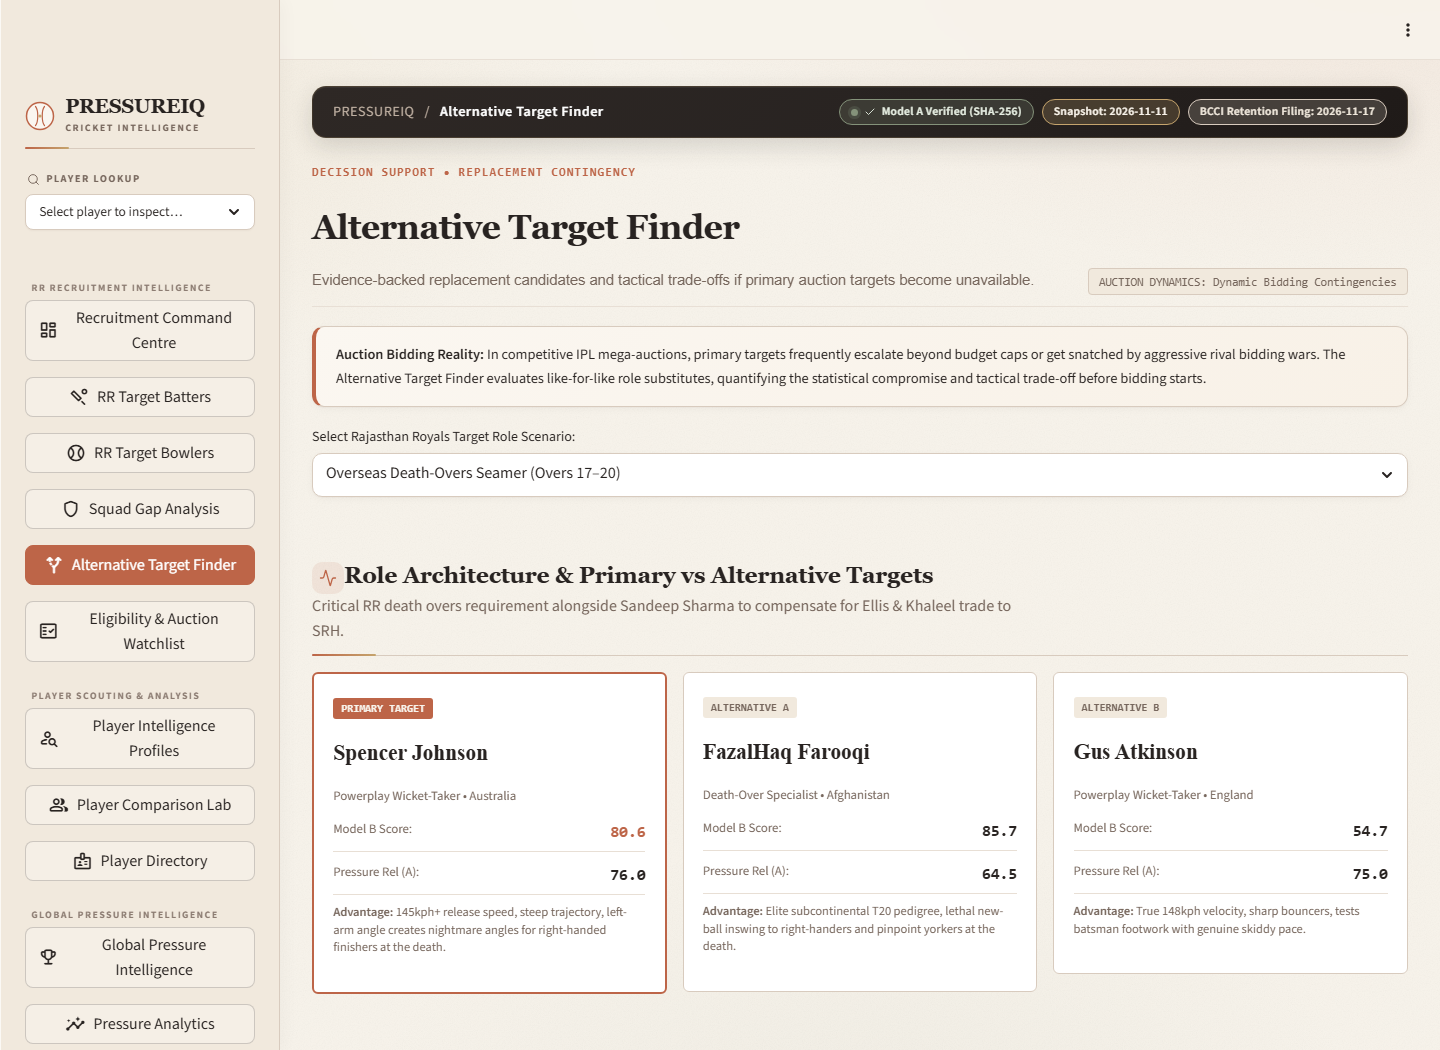 PRESSUREIQ
CRICKET INTELLIGENCE
PLAYER LOOKUP
Select player to inspect...
RR RECRUITMENT INTELLIGENCE
Recruitment Command
Centre
RR Target Batters
RR Target Bowlers
Squad Gap Analysis
Alternative Target Finder
Eligibility & Auction
Watchlist
PLAYER SCOUTING & ANALYSIS
Player Intelligence
Profiles
Player Comparison Lab
Player Directory
GLOBAL PRESSURE INTELLIGENCE
Global Pressure
Intelligence
Pressure Analytics
PRESSUREIQ / Alternative Target Finder
✓ Model A Verified (SHA-256)
Snapshot: 2026-11-11
BCCI Retention Filing: 2026-11-17
DECISION SUPPORT • REPLACEMENT CONTINGENCY
Alternative Target Finder
Evidence-backed replacement candidates and tactical trade-offs if primary auction targets become unavailable.
AUCTION DYNAMICS: Dynamic Bidding Contingencies
Auction Bidding Reality: In competitive IPL mega-auctions, primary targets frequently escalate beyond budget caps or get snatched by aggressive rival bidding wars. The
Alternative Target Finder evaluates like-for-like role substitutes, quantifying the statistical compromise and tactical trade-off before bidding starts.
Select Rajasthan Royals Target Role Scenario:
Overseas Death-Overs Seamer (Overs 17–20)
Role Architecture & Primary vs Alternative Targets
Critical RR death overs requirement alongside Sandeep Sharma to compensate for Ellis & Khaleel trade to
SRH.
PRIMARY TARGET
Spencer Johnson
Powerplay Wicket-Taker • Australia
Model B Score: 80.6
Pressure Rel (A): 76.0
Advantage: 145kph+ release speed, steep trajectory, left-
arm angle creates nightmare angles for right-handed
finishers at the death.
ALTERNATIVE A
FazalHaq Farooqi
Death-Over Specialist • Afghanistan
Model B Score: 85.7
Pressure Rel (A): 64.5
Advantage: Elite subcontinental T20 pedigree, lethal new-
ball inswing to right-handers and pinpoint yorkers at the
death.
ALTERNATIVE B
Gus Atkinson
Powerplay Wicket-Taker • England
Model B Score: 54.7
Pressure Rel (A): 75.0
Advantage: True 148kph velocity, sharp bouncers, tests
batsman footwork with genuine skiddy pace.